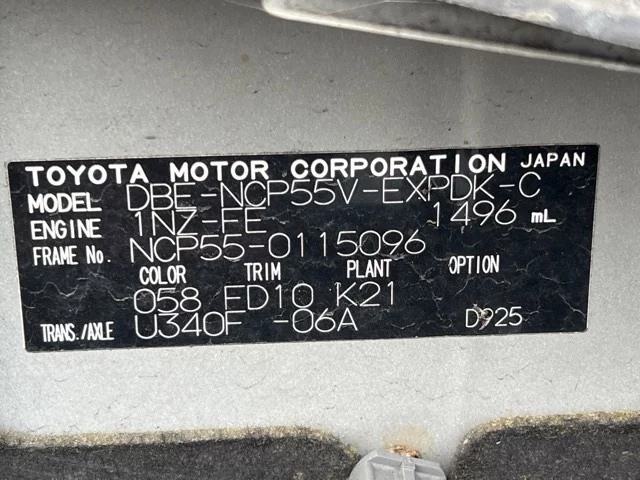 TOYOTA MOTOR CORPORATION JAPAN
MODEL DBE-NCP55V-EXPDK-C
ENGINE 1NZ-FE 1496 mL
FRAME No. NCP55-0115096
COLOR TRIM PLANT OPTION
058 FD10 K21
TRANS./AXLE U340F -06A D925